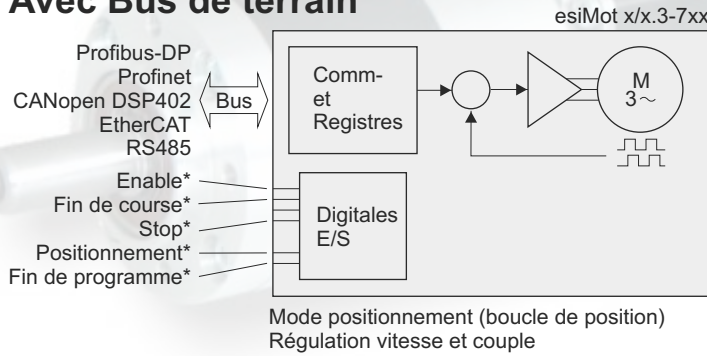 Avec Bus de terrain
esiMot x/x.3-7xx
Profibus-DP
Profinet
CANopen DSP402
EtherCAT
RS485
Bus
Comm-
et
Registres
M
3~
Enable*
Fin de course*
Stop*
Positionnement*
Fin de programme*
Digitales
E/S
Mode positionnement (boucle de position)
Régulation vitesse et couple